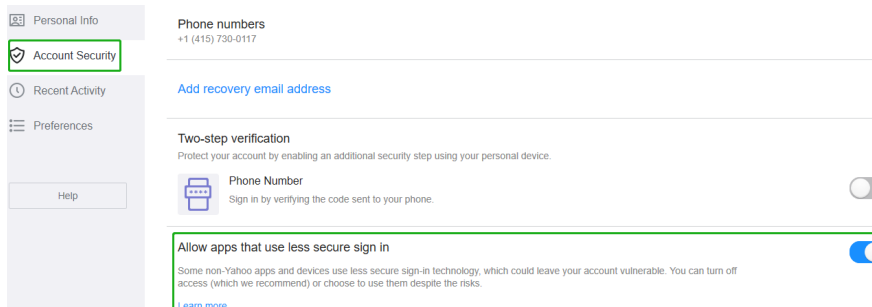 Personal Info
Account Security
Recent Activity
Preferences
Help
Phone numbers
+1 (415) 730-0117
Add recovery email address
Two-step verification
Protect your account by enabling an additional security step using your personal device.
Phone Number
Sign in by verifying the code sent to your phone.
Allow apps that use less secure sign in
Some non-Yahoo apps and devices use less secure sign-in technology, which could leave your account vulnerable. You can turn off
access (which we recommend) or choose to use them despite the risks.
Learn more